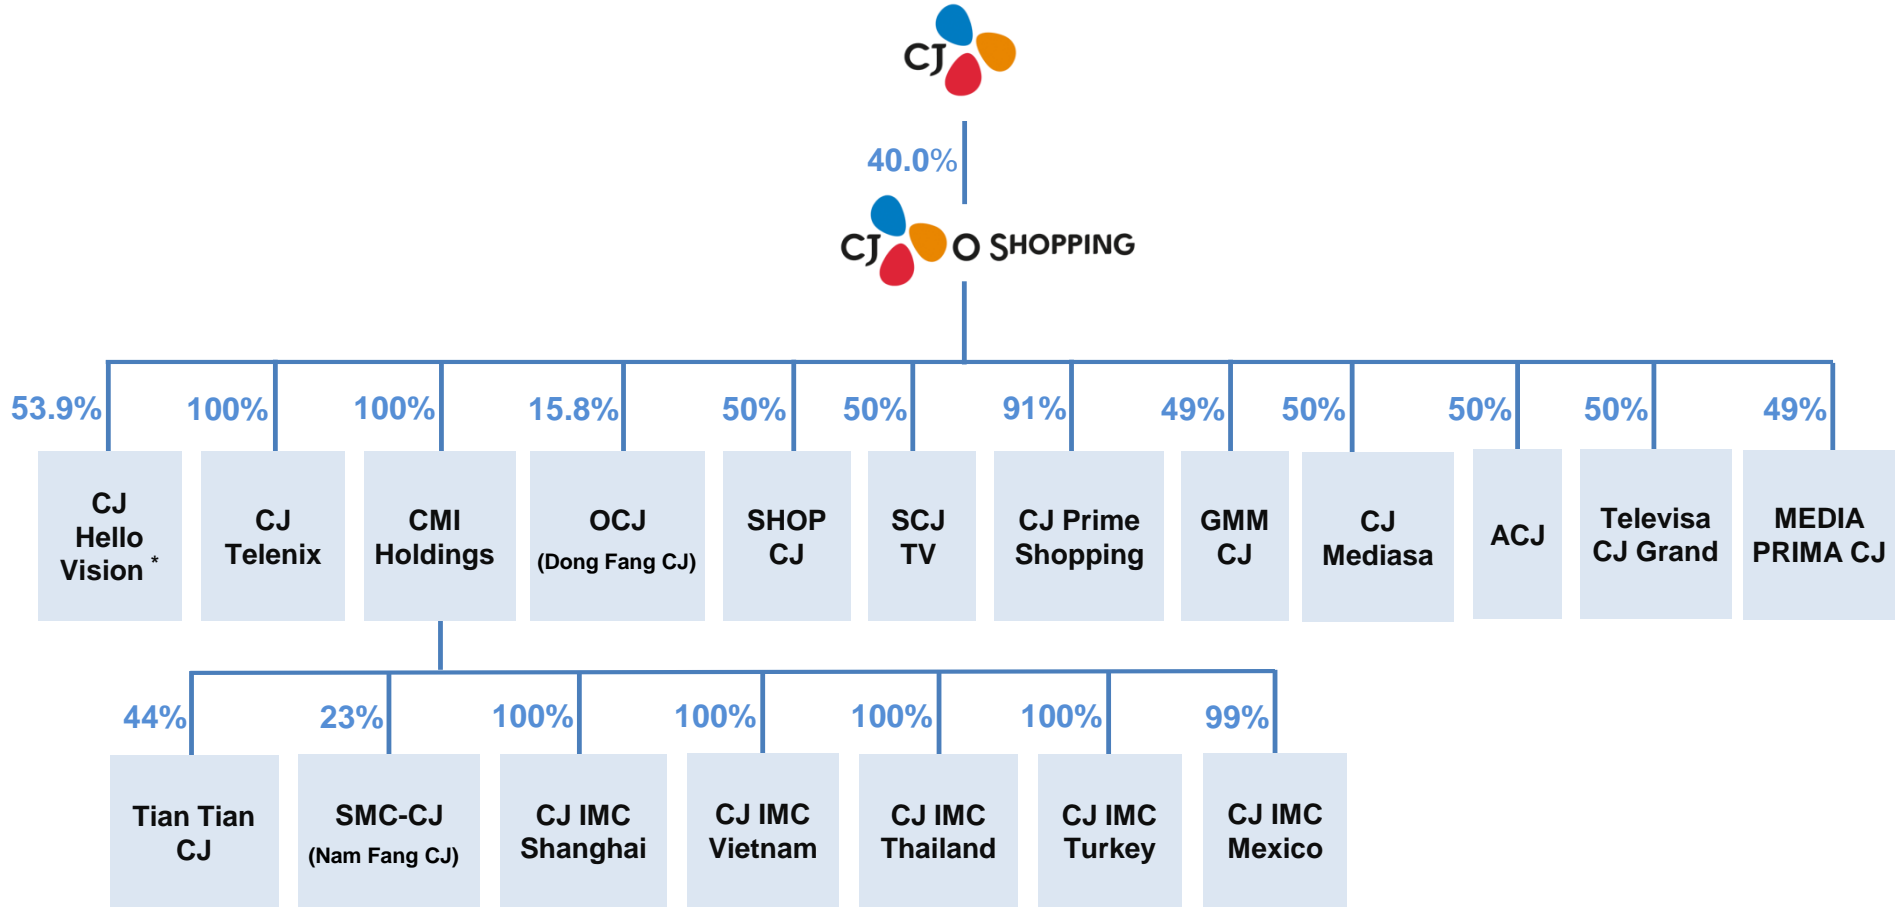 CJ
40.0%
CJ O SHOPPING
53.9%
100%
100%
15.8%
50%
50%
91%
49%
50%
50%
50%
49%
CJ
Hello
Vision *
CJ
Telenix
CMI
Holdings
OCJ
(Dong Fang CJ)
SHOP
CJ
SCJ
TV
CJ Prime
Shopping
GMM
CJ
CJ
Mediasa
ACJ
Televisa
CJ Grand
MEDIA
PRIMA CJ
44%
23%
100%
100%
100%
100%
99%
Tian Tian
CJ
SMC-CJ
(Nam Fang CJ)
CJ IMC
Shanghai
CJ IMC
Vietnam
CJ IMC
Thailand
CJ IMC
Turkey
CJ IMC
Mexico